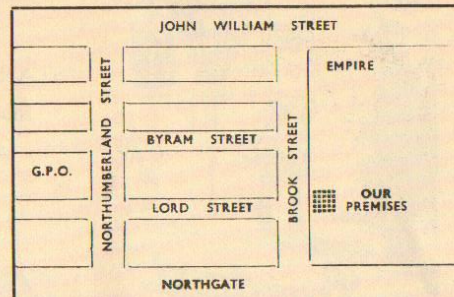 JOHN WILLIAM STREET
EMPIRE
NORTHUMBERLAND STREET
BYRAM STREET
BROOK STREET
G.P.O.
LORD STREET
OUR
PREMISES
NORTHGATE